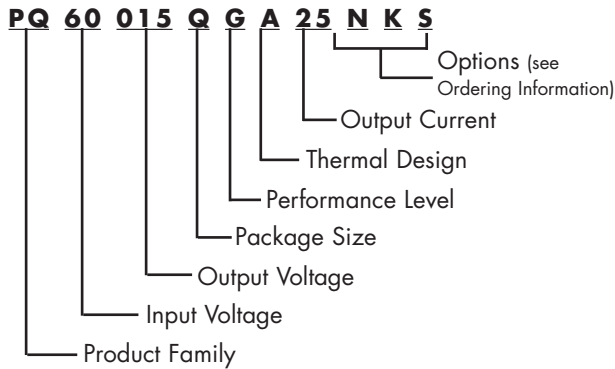 PQ 60 015 Q G A 25 N K S
Options (see
Ordering Information)
Output Current
Thermal Design
Performance Level
Package Size
Output Voltage
Input Voltage
Product Family